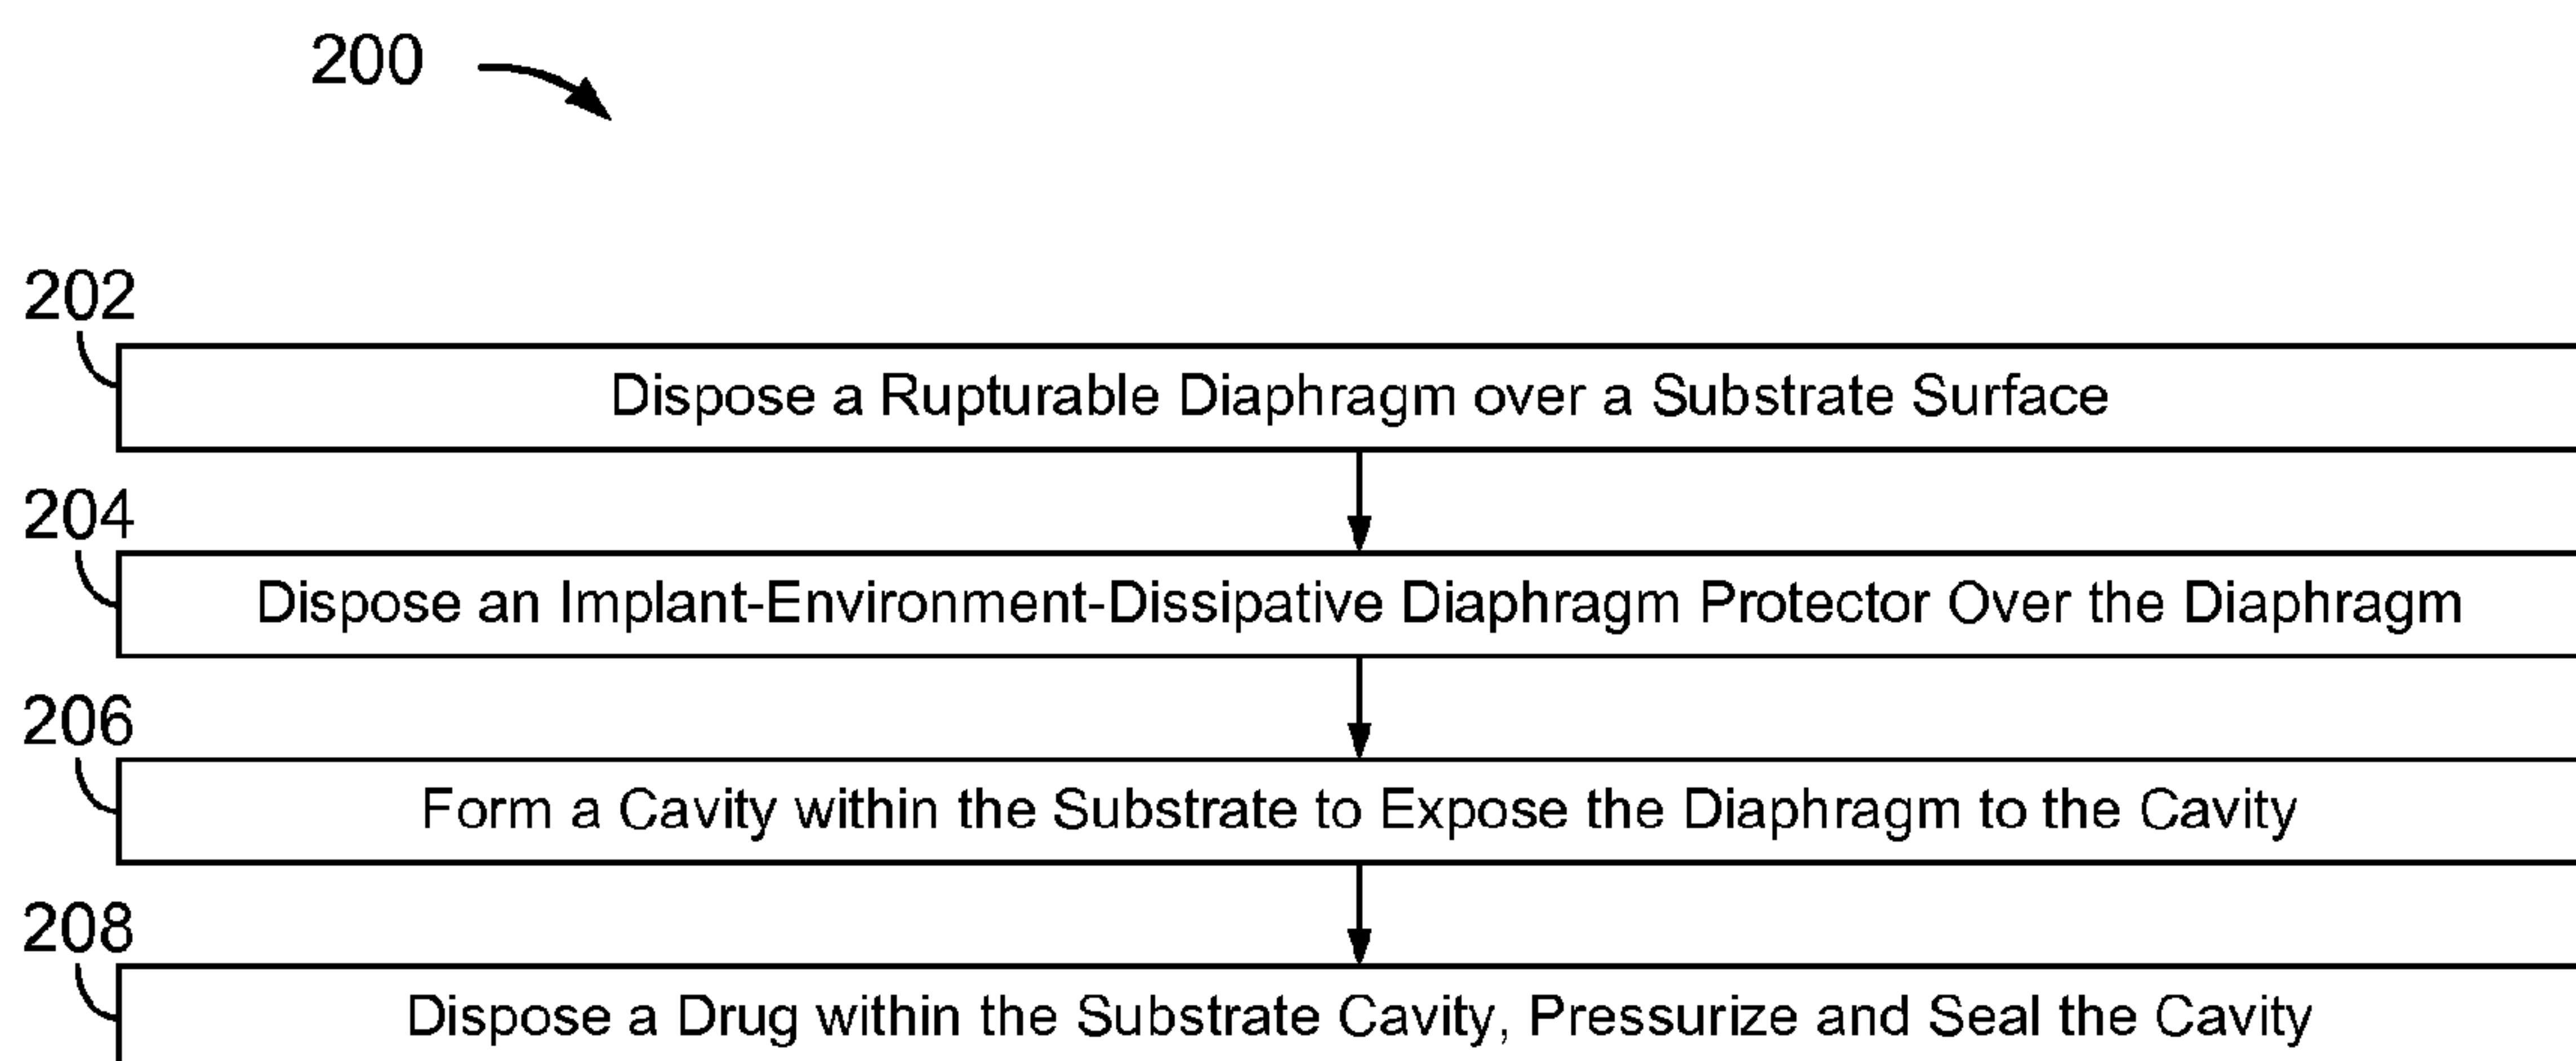 200
202
Dispose a Rupturable Diaphragm over a Substrate Surface
204
Dispose an Implant-Environment-Dissipative Diaphragm Protector Over the Diaphragm
206
Form a Cavity within the Substrate to Expose the Diaphragm to the Cavity
208
Dispose a Drug within the Substrate Cavity, Pressurize and Seal the Cavity